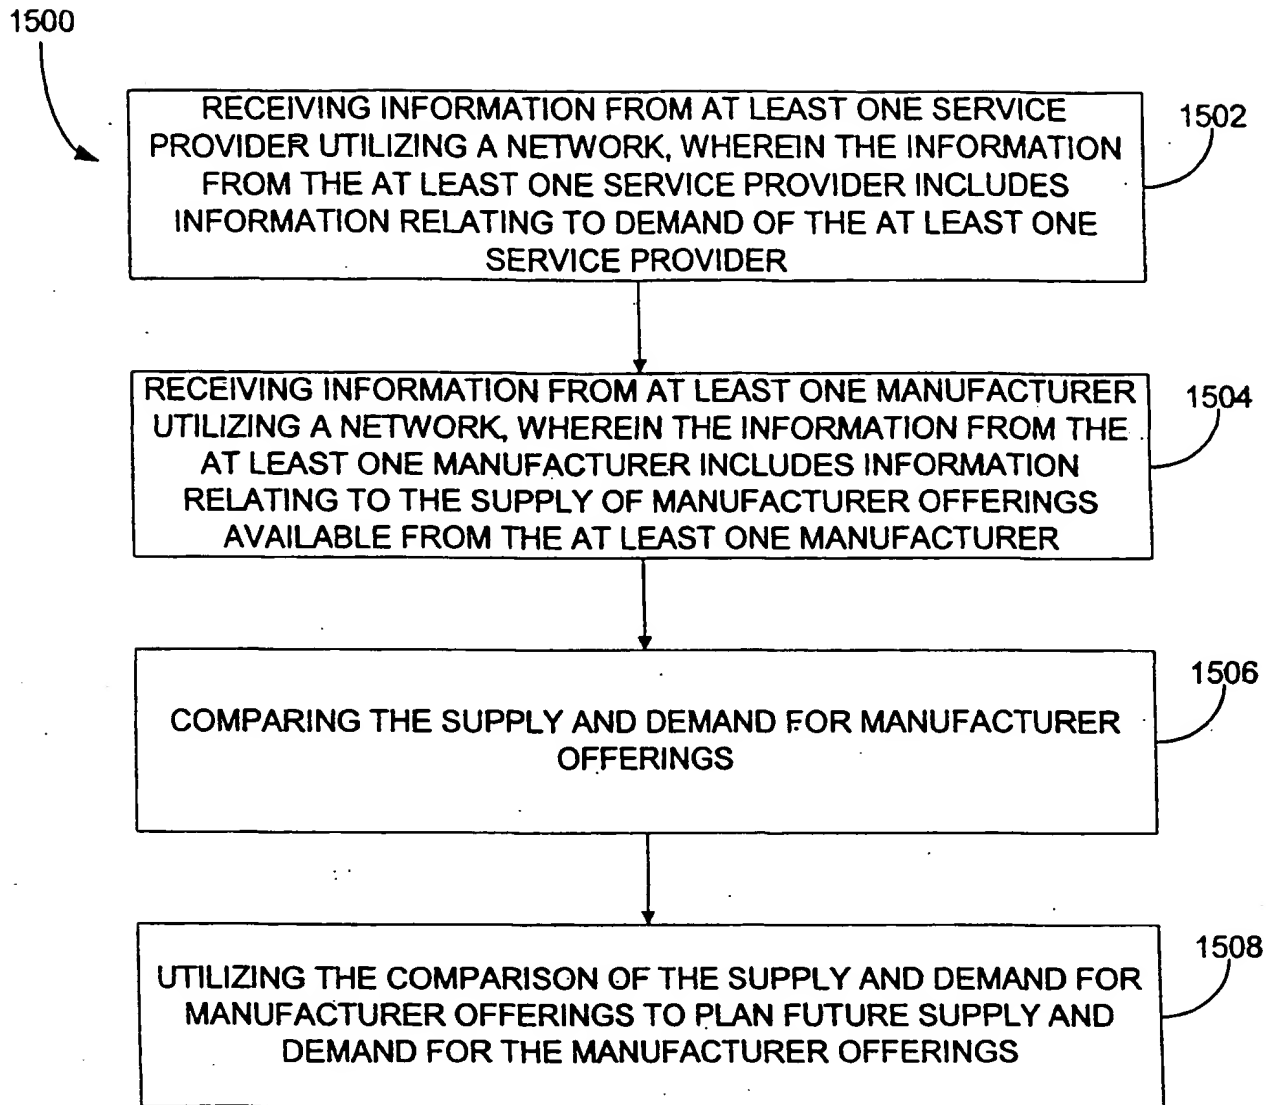 1500
RECEIVING INFORMATION FROM AT LEAST ONE SERVICE
PROVIDER UTILIZING A NETWORK, WHEREIN THE INFORMATION
FROM THE AT LEAST ONE SERVICE PROVIDER INCLUDES
INFORMATION RELATING TO DEMAND OF THE AT LEAST ONE
SERVICE PROVIDER
1502
RECEIVING INFORMATION FROM AT LEAST ONE MANUFACTURER
UTILIZING A NETWORK, WHEREIN THE INFORMATION FROM THE
AT LEAST ONE MANUFACTURER INCLUDES INFORMATION
RELATING TO THE SUPPLY OF MANUFACTURER OFFERINGS
AVAILABLE FROM THE AT LEAST ONE MANUFACTURER
1504
COMPARING THE SUPPLY AND DEMAND FOR MANUFACTURER
OFFERINGS
1506
UTILIZING THE COMPARISON OF THE SUPPLY AND DEMAND FOR
MANUFACTURER OFFERINGS TO PLAN FUTURE SUPPLY AND
DEMAND FOR THE MANUFACTURER OFFERINGS
1508